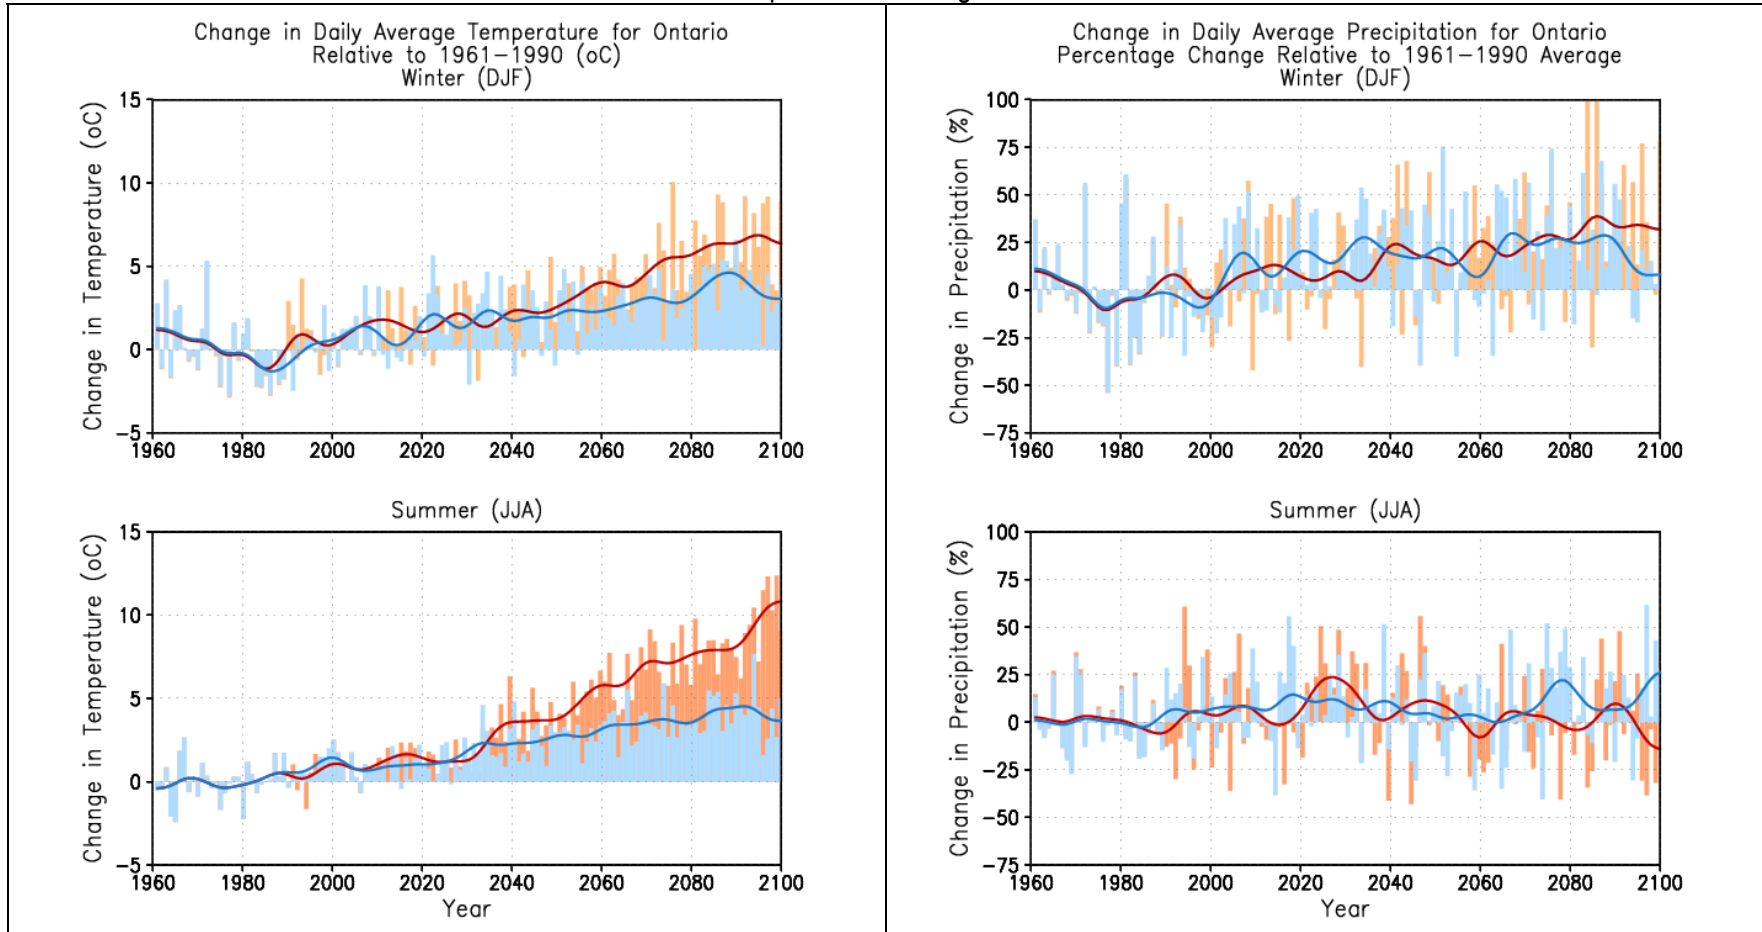 Change in Daily Average Temperature for Ontario
Relative to 1961-1990 (oC)
Winter (DJF)
Change in Temperature (oC)
15
10
5
0
-5
1960 1980 2000 2020 2040 2060 2080 2100
Summer (JJA)
Change in Temperature (oC)
15
10
5
0
-5
1960 1980 2000 2020 2040 2060 2080 2100
Year
Change in Daily Average Precipitation for Ontario
Percentage Change Relative to 1961-1990 Average
Winter (DJF)
Change in Precipitation (%)
100
75
50
25
0
-25
-50
-75
1960 1980 2000 2020 2040 2060 2080 2100
Summer (JJA)
Change in Precipitation (%)
100
75
50
25
0
-25
-50
-75
1960 1980 2000 2020 2040 2060 2080 2100
Year